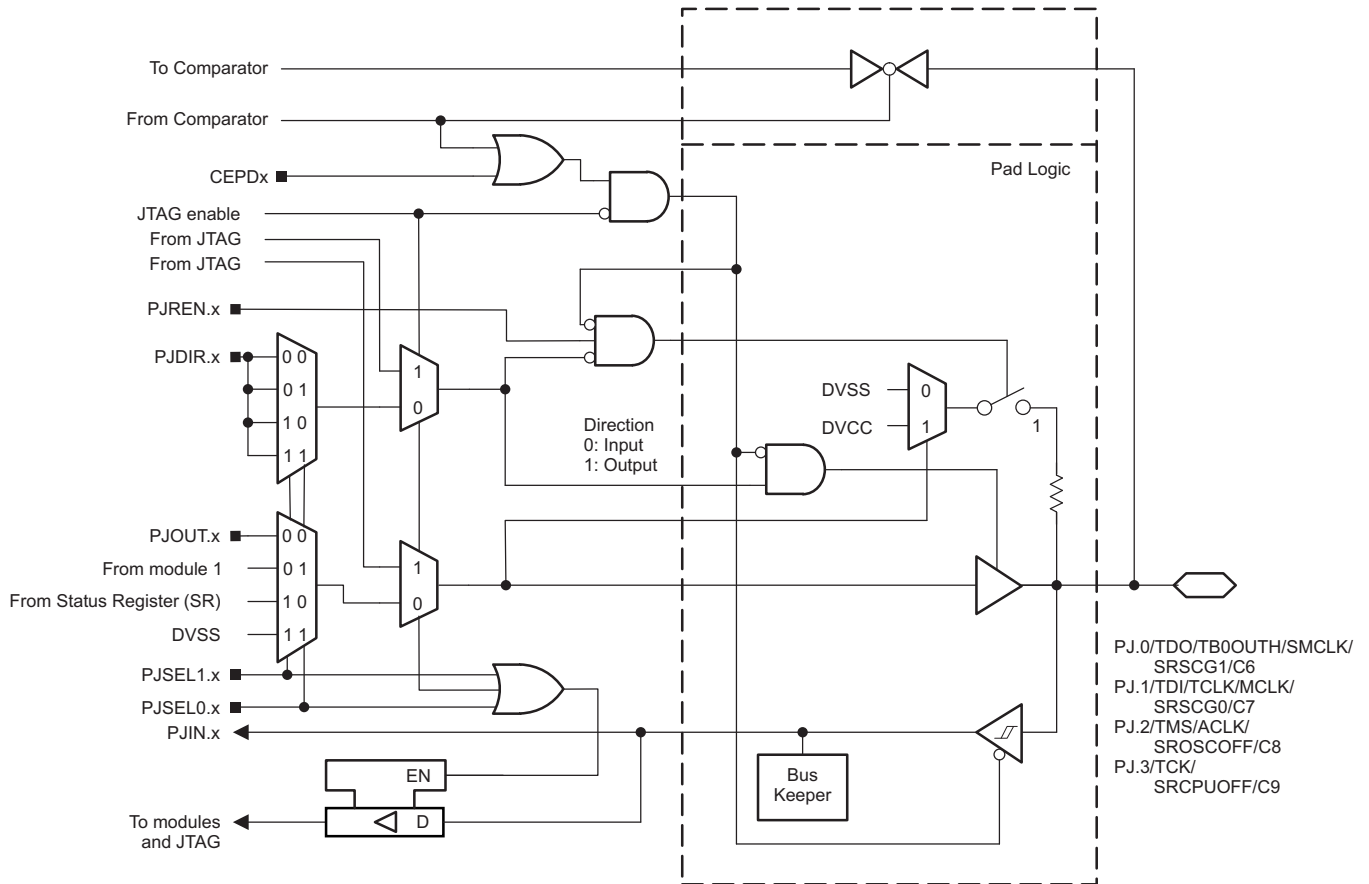 To Comparator
From Comparator
Pad Logic
CEPDx
JTAG enable
From JTAG
From JTAG
PJREN.x
PJDIR.x
0 0
0 1
1 0
1 1
1
0
DVSS
0
DVCC
1
1
Direction
0: Input
1: Output
PJOUT.x
0 0
From module 1
0 1
From Status Register (SR)
1 0
DVSS
1 1
1
0
PJSEL1.x
PJSEL0.x
PJIN.x
EN
D
To modules
and JTAG
Bus
Keeper
PJ.0/TDO/TB0OUTH/SMCLK/
SRSCG1/C6
PJ.1/TDI/TCLK/MCLK/
SRSCG0/C7
PJ.2/TMS/ACLK/
SROSCOFF/C8
PJ.3/TCK/
SRCPUOFF/C9